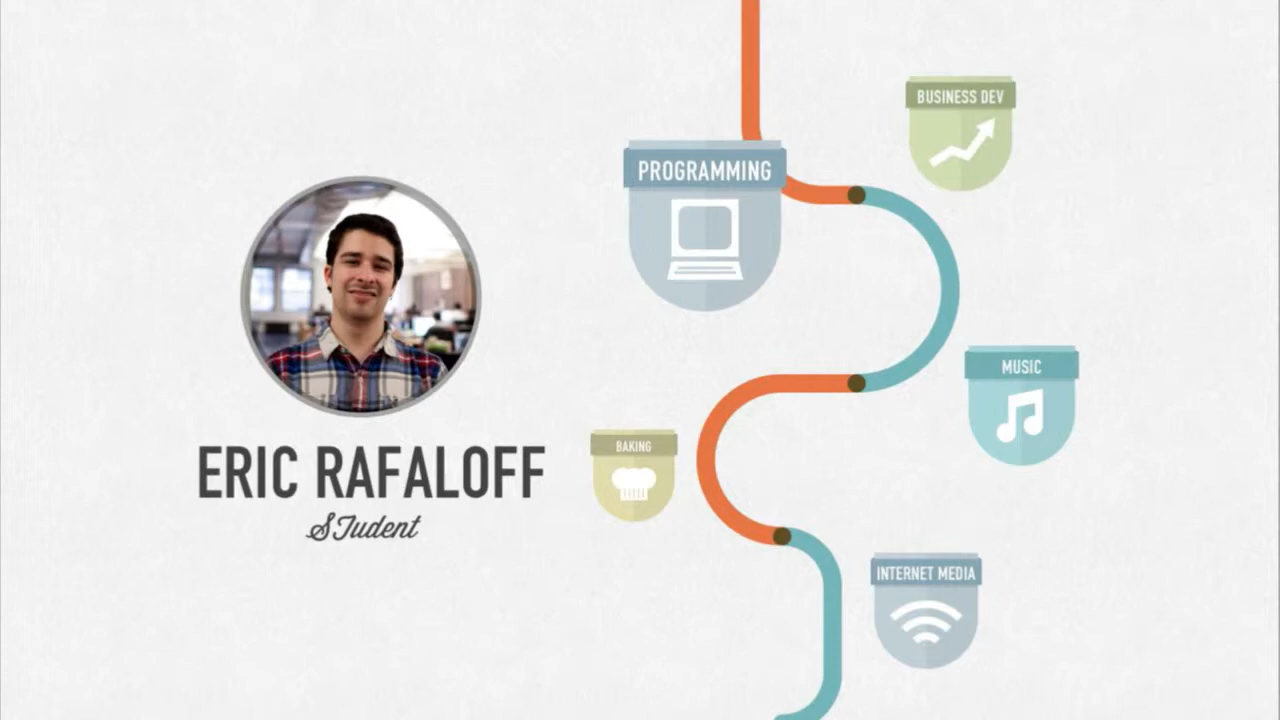 ERIC RAFALOFF
STudent
PROGRAMMING
BUSINESS DEV
MUSIC
BAKING
INTERNET MEDIA